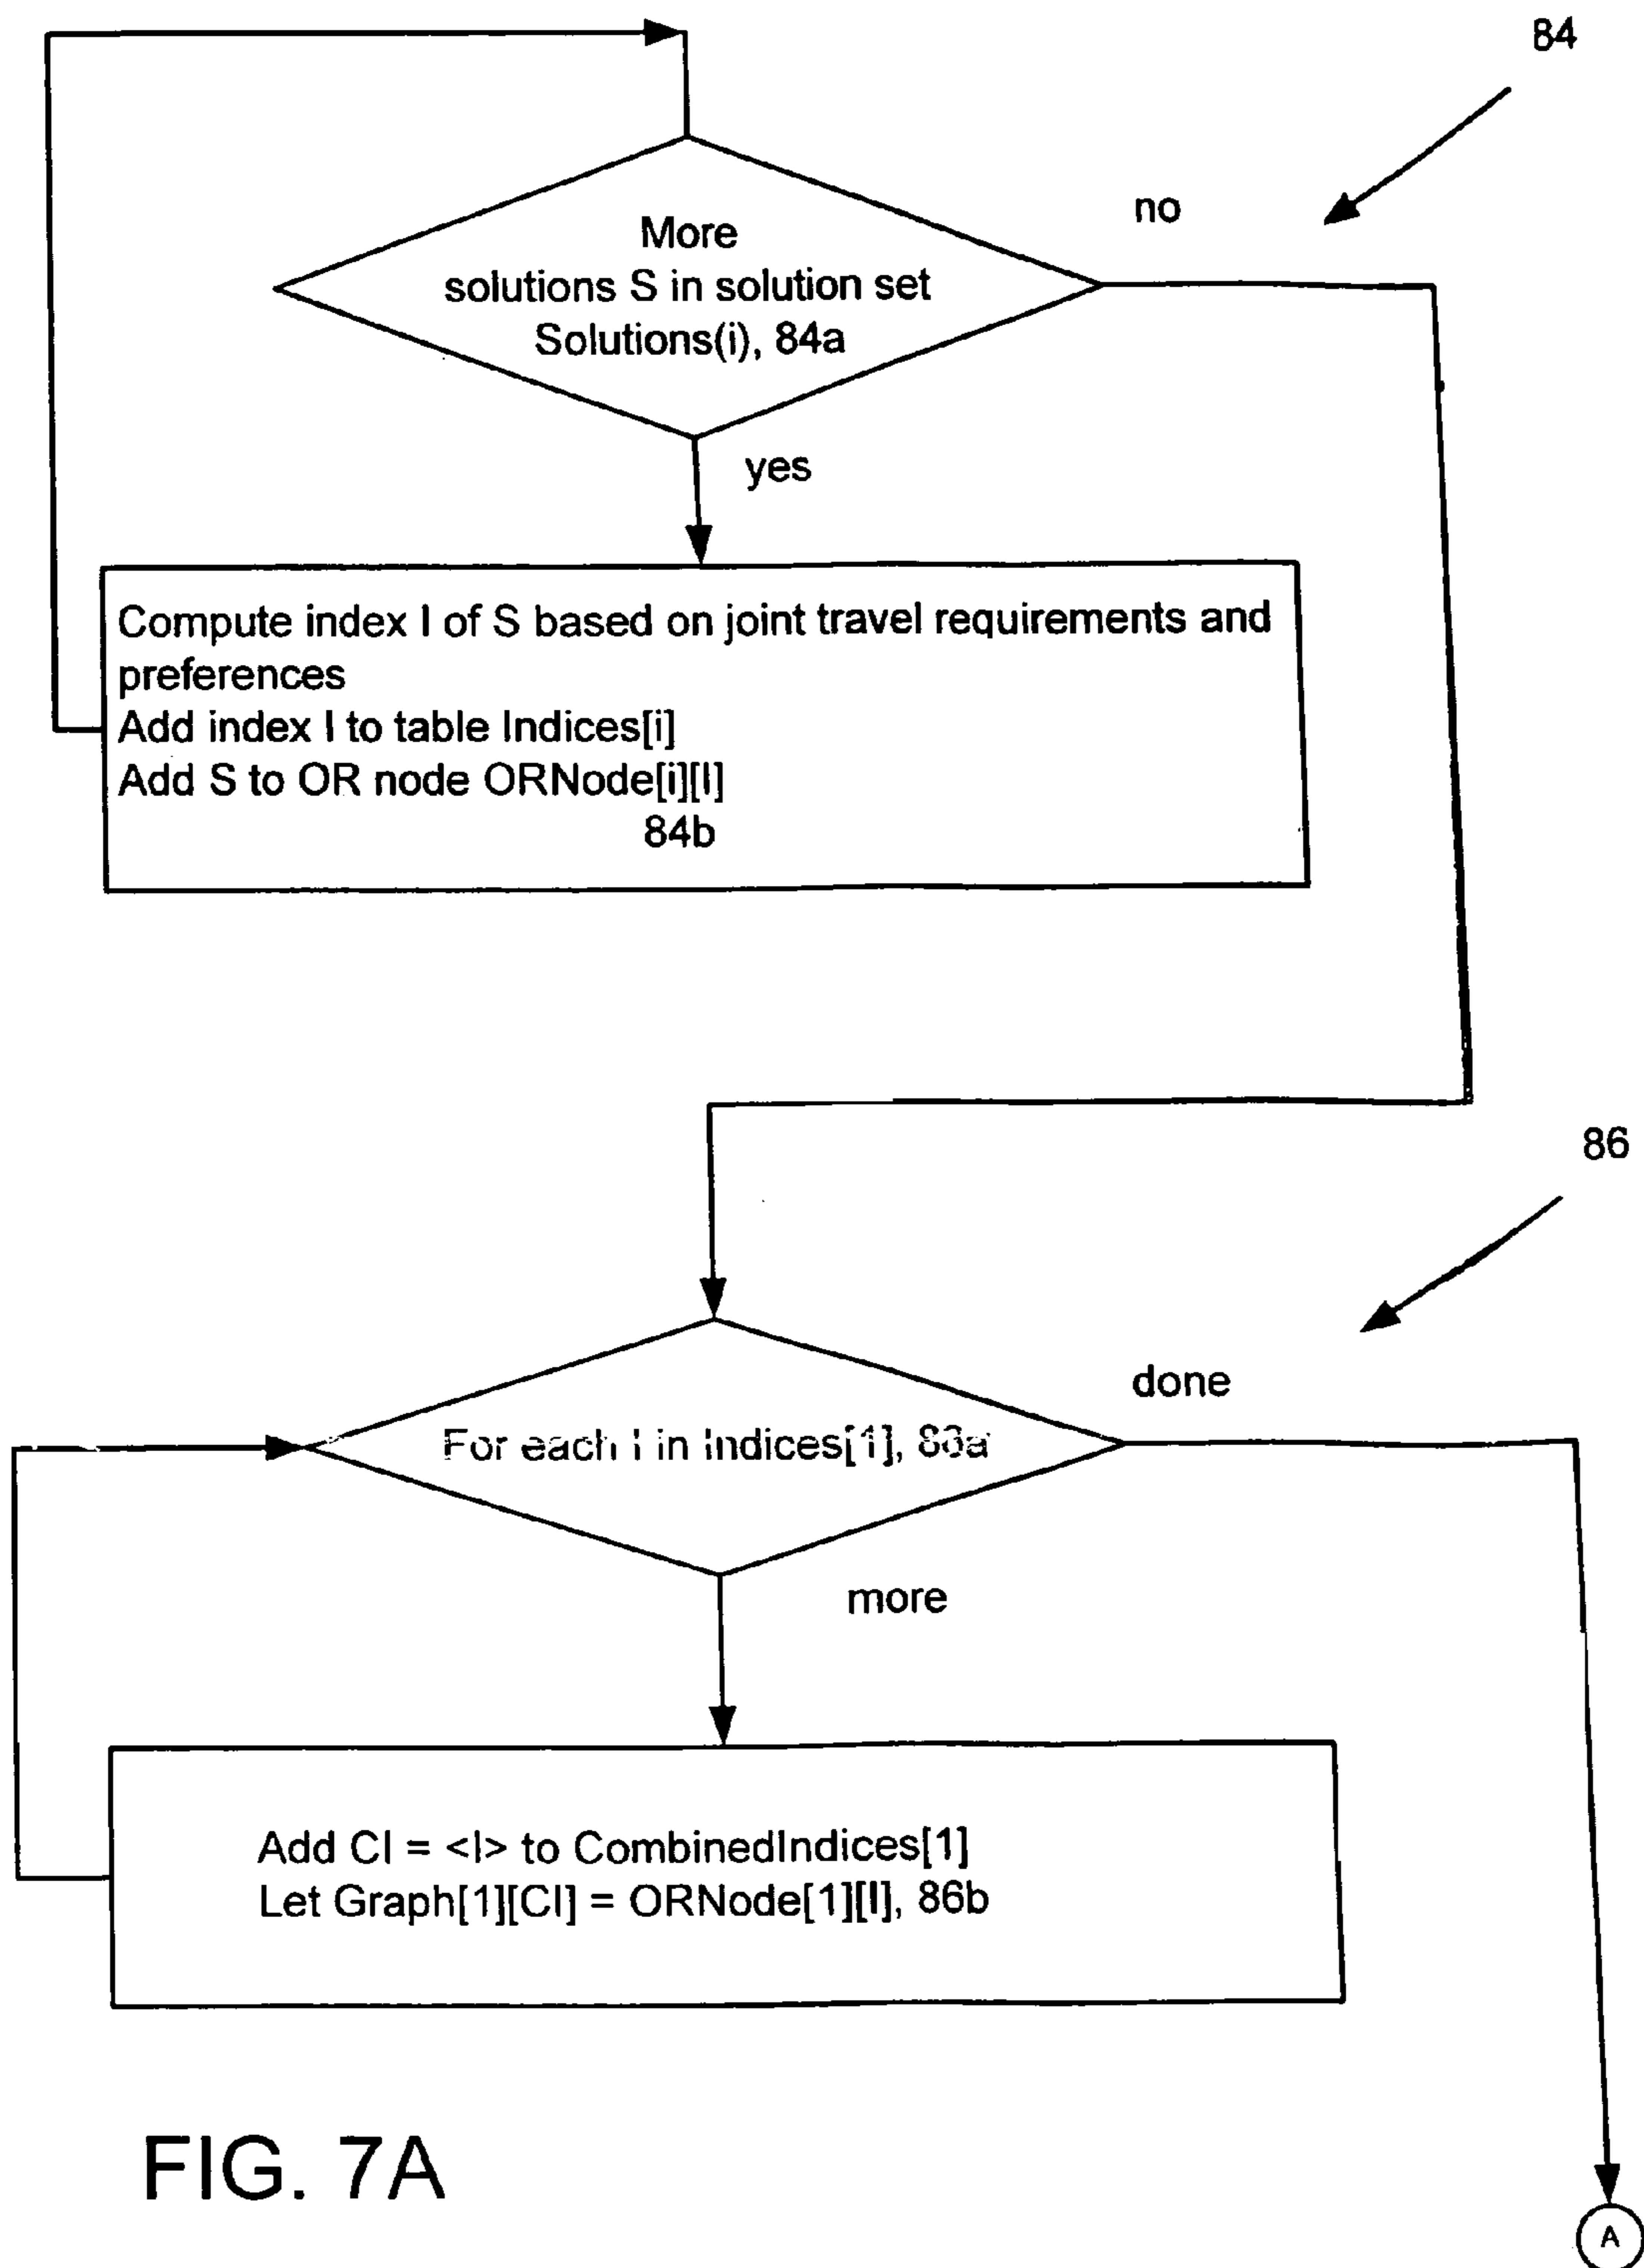 84
no
More
solutions S in solution set
Solutions(i), 84a
yes
Compute index I of S based on joint travel requirements and
preferences
Add index I to table Indices[i]
Add S to OR node ORNode[i][I]
84b
86
done
For each I in Indices[1], 86a
more
Add CI = <I> to CombinedIndices[1]
Let Graph[1][CI] = ORNode[1][I], 86b
FIG. 7A
A